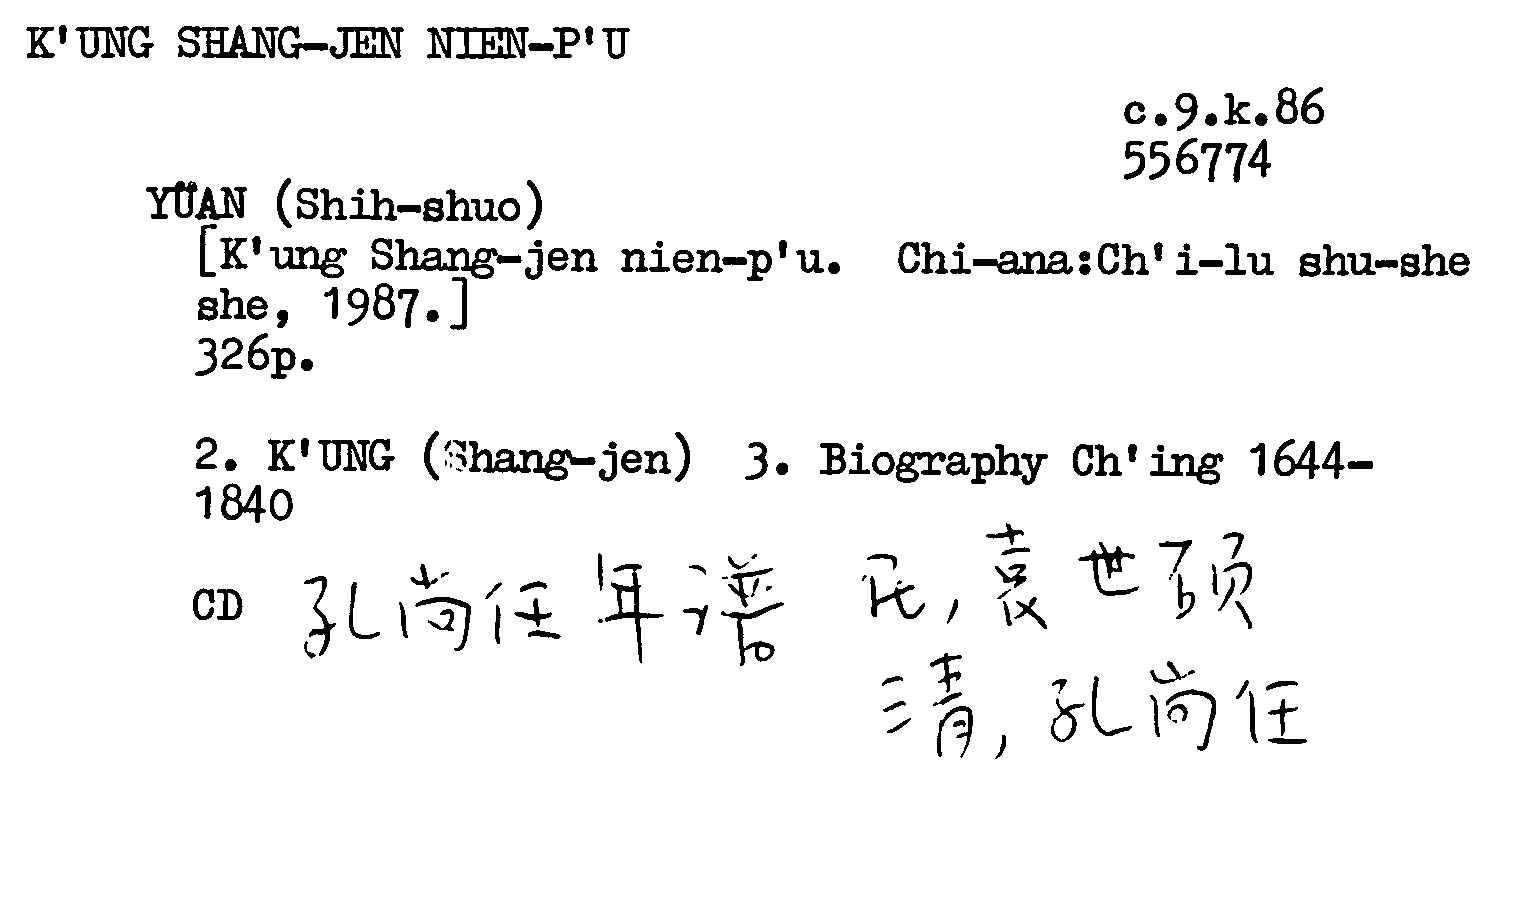 K'UNG SHANG-JEN NIEN-P'U
c.9.k.86
556774
YÜAN (Shih-shuo)
[K'ung Shang-jen nien-p'u. Chi-ana:Ch'i-lu shu-she
she, 1987.]
326p.
2. K'UNG (Shang-jen) 3. Biography Ch'ing 1644-
1840
CD 孔尚任年谱 民, 袁世硕
清, 孔尚任